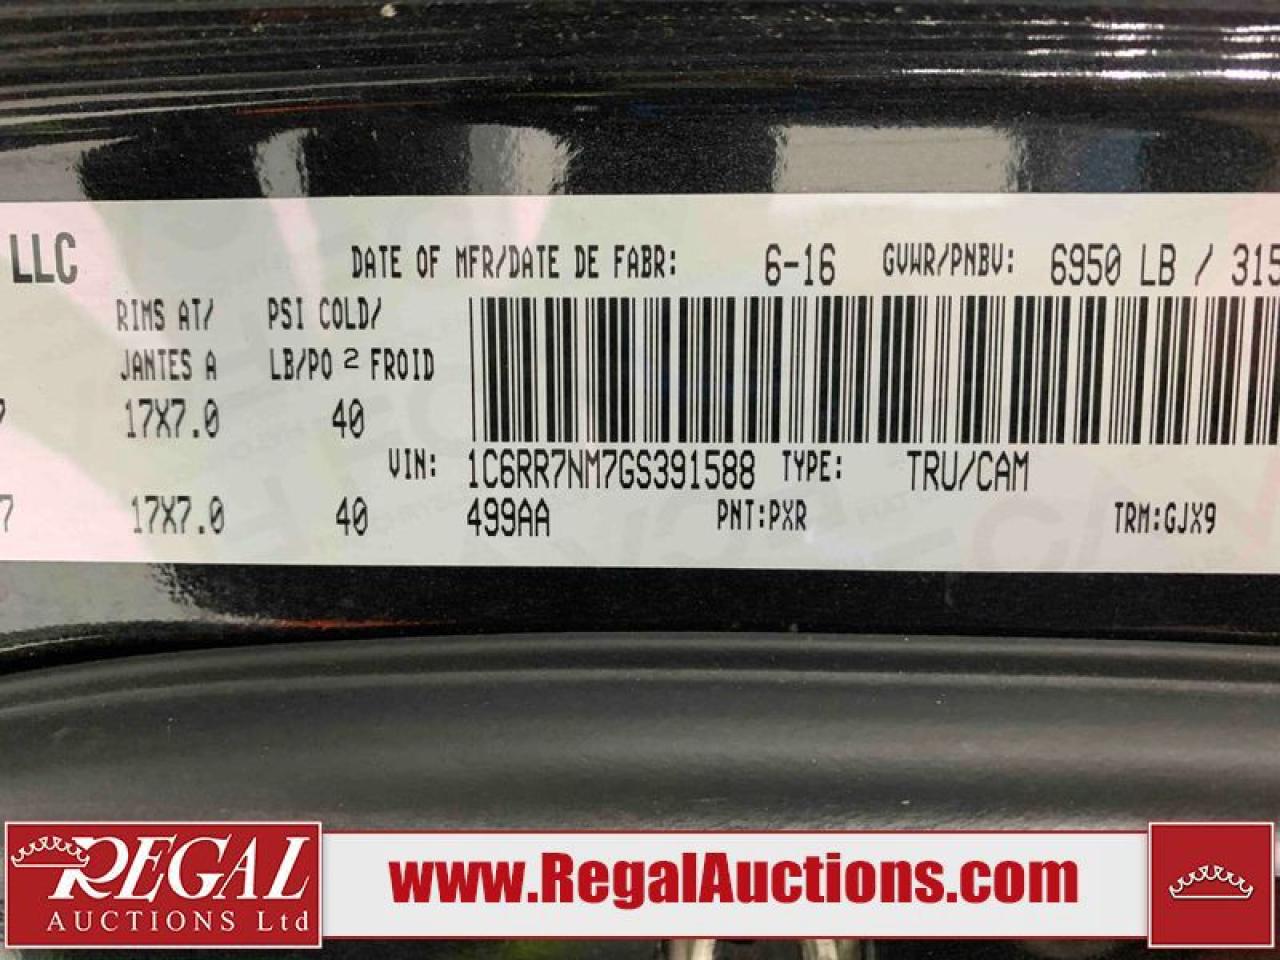 LLC DATE OF MFR/DATE DE FABR: 6-16 GVWR/PNBV: 6950 LB / 315
RIMS AT/ PSI COLD/
JANTES A LB/PO 2 FROID
7 17X7.0 40
VIN: 1C6RR7NM7GS391588 TYPE: TRU/CAM
7 17X7.0 40 499AA PNT:PXR TRM:GJX9
REGAL
AUCTIONS Ltd
www.RegalAuctions.com